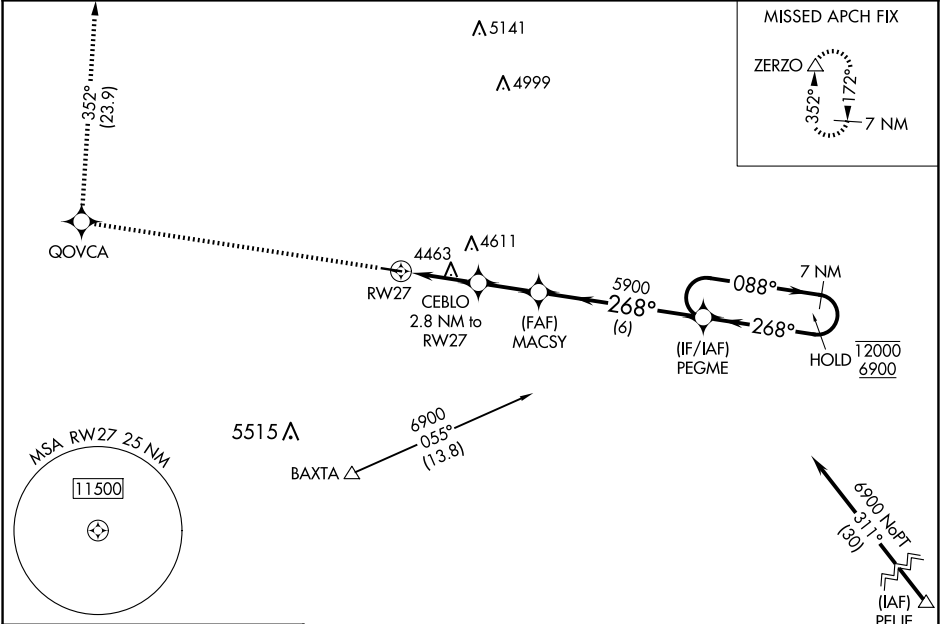 5141
4999
MISSED APCH FIX
ZERZO
352°
172°
7 NM
352°
(23.9)
QOVCA
4463
4611
RW27
CEBLO
2.8 NM to
RW27
(FAF)
MACSY
5900
268°
(6)
(IF/IAF)
PEGME
7 NM
088°
268°
HOLD
12000
6900
5515
BAXTA
6900
055°
(13.8)
MSA RW27 25 NM
11500
6900 NoPT
311°
(30)
(IAF)